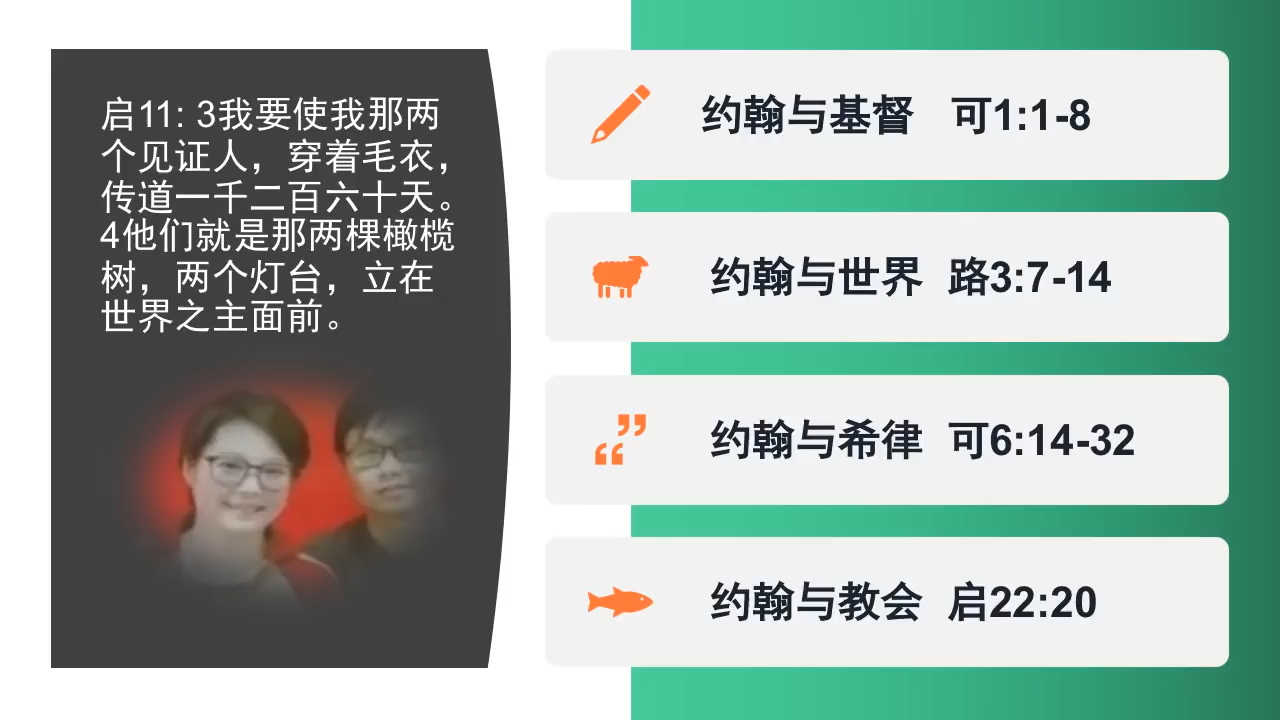 启11: 3我要使我那两
个见证人，穿着毛衣，
传道一千二百六十天。
4他们就是那两棵橄榄
树，两个灯台，立在
世界之主面前。
约翰与基督 可1:1-8
约翰与世界 路3:7-14
约翰与希律 可6:14-32
约翰与教会 启22:20